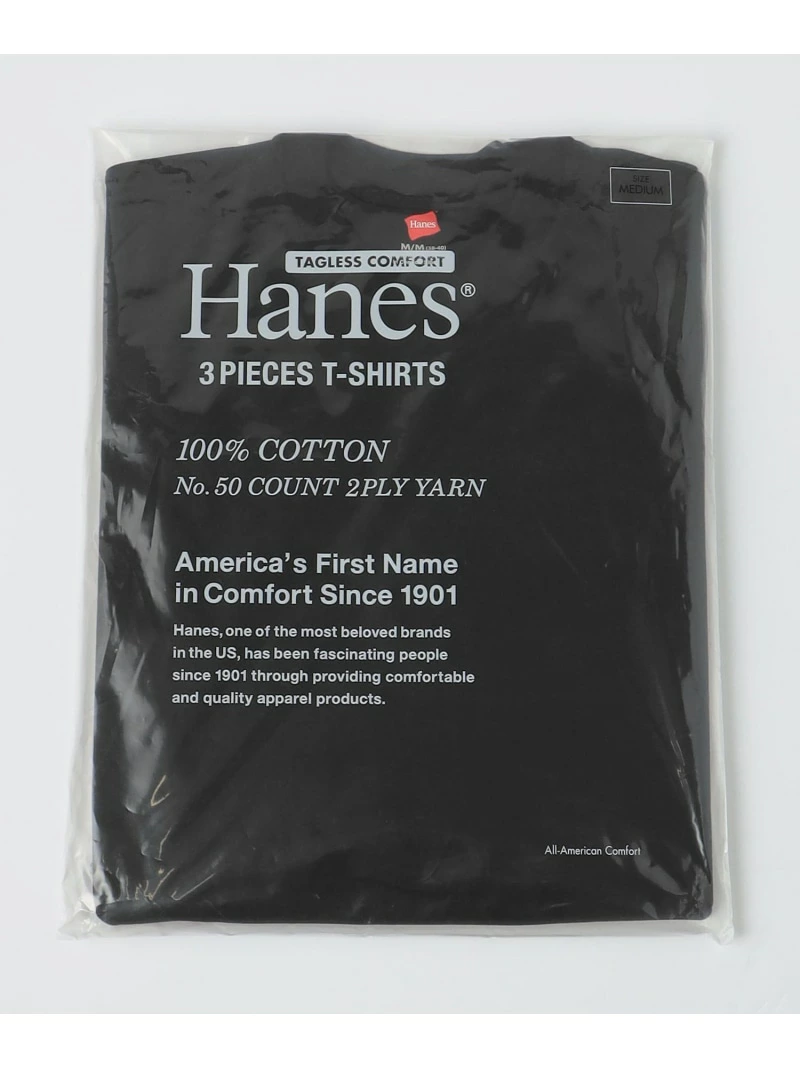 SIZE
MEDIUM
Hanes
M/M (38-40)
TAGLESS COMFORT
Hanes®
3 PIECES T-SHIRTS
100% COTTON
No. 50 COUNT 2PLY YARN
America's First Name
in Comfort Since 1901
Hanes, one of the most beloved brands
in the US, has been fascinating people
since 1901 through providing comfortable
and quality apparel products.
All-American Comfort